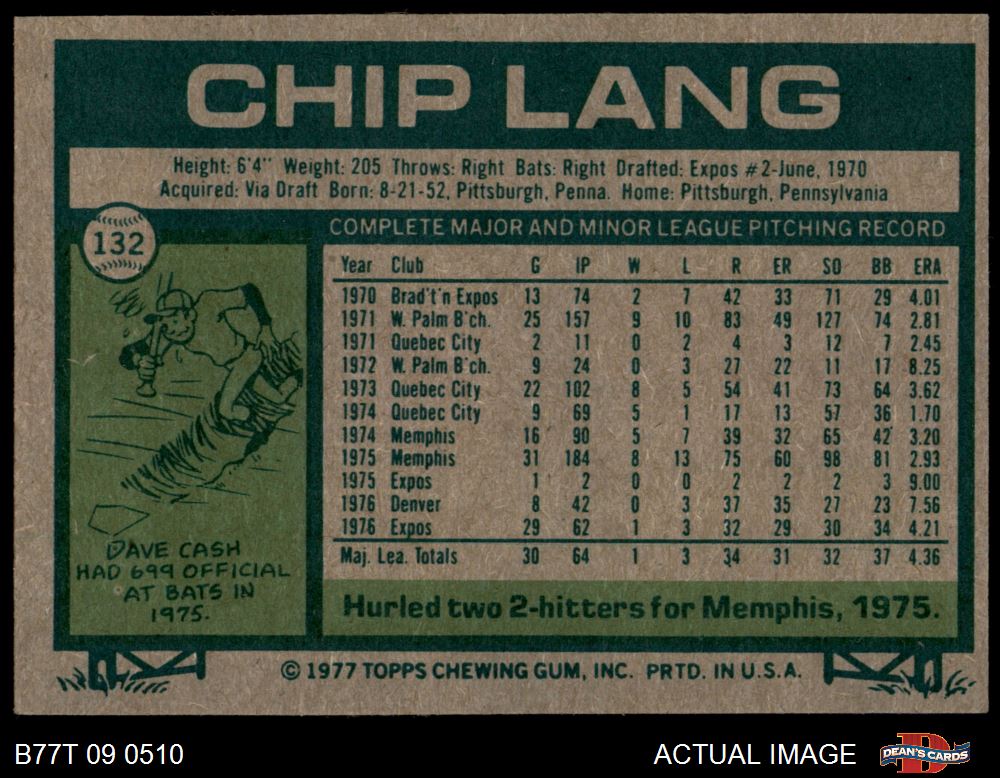 CHIP LANG
Height: 6'4" Weight: 205 Throws: Right Bats: Right Drafted: Expos #2-June, 1970
Acquired: Via Draft Born: 8-21-52, Pittsburgh, Penna. Home: Pittsburgh, Pennsylvania
132
COMPLETE MAJOR AND MINOR LEAGUE PITCHING RECORD
Year Club G IP W L R ER SO BB ERA
1970 Brad't'n Expos 13 74 2 7 42 33 71 29 4.01
1971 W. Palm B'ch. 25 157 9 10 83 49 127 74 2.81
1971 Quebec City 2 11 0 2 4 3 12 7 2.45
1972 W. Palm B'ch. 9 24 0 3 27 22 11 17 8.25
1973 Quebec City 22 102 8 5 54 41 73 64 3.62
1974 Quebec City 9 69 5 1 17 13 57 36 1.70
1974 Memphis 16 90 5 7 39 32 65 42 3.20
1975 Memphis 31 184 8 13 75 60 98 81 2.93
1975 Expos 1 2 0 0 2 2 2 3 9.00
1976 Denver 8 42 0 3 37 35 27 23 7.56
1976 Expos 29 62 1 3 32 29 30 34 4.21
Maj. Lea. Totals 30 64 1 3 34 31 32 37 4.36
DAVE CASH
HAD 699 OFFICIAL
AT BATS IN
1975.
Hurled two 2-hitters for Memphis, 1975.
© 1977 TOPPS CHEWING GUM, INC. PRTD. IN U.S.A.
B77T 09 0510
ACTUAL IMAGE
D
DEAN'S CARDS